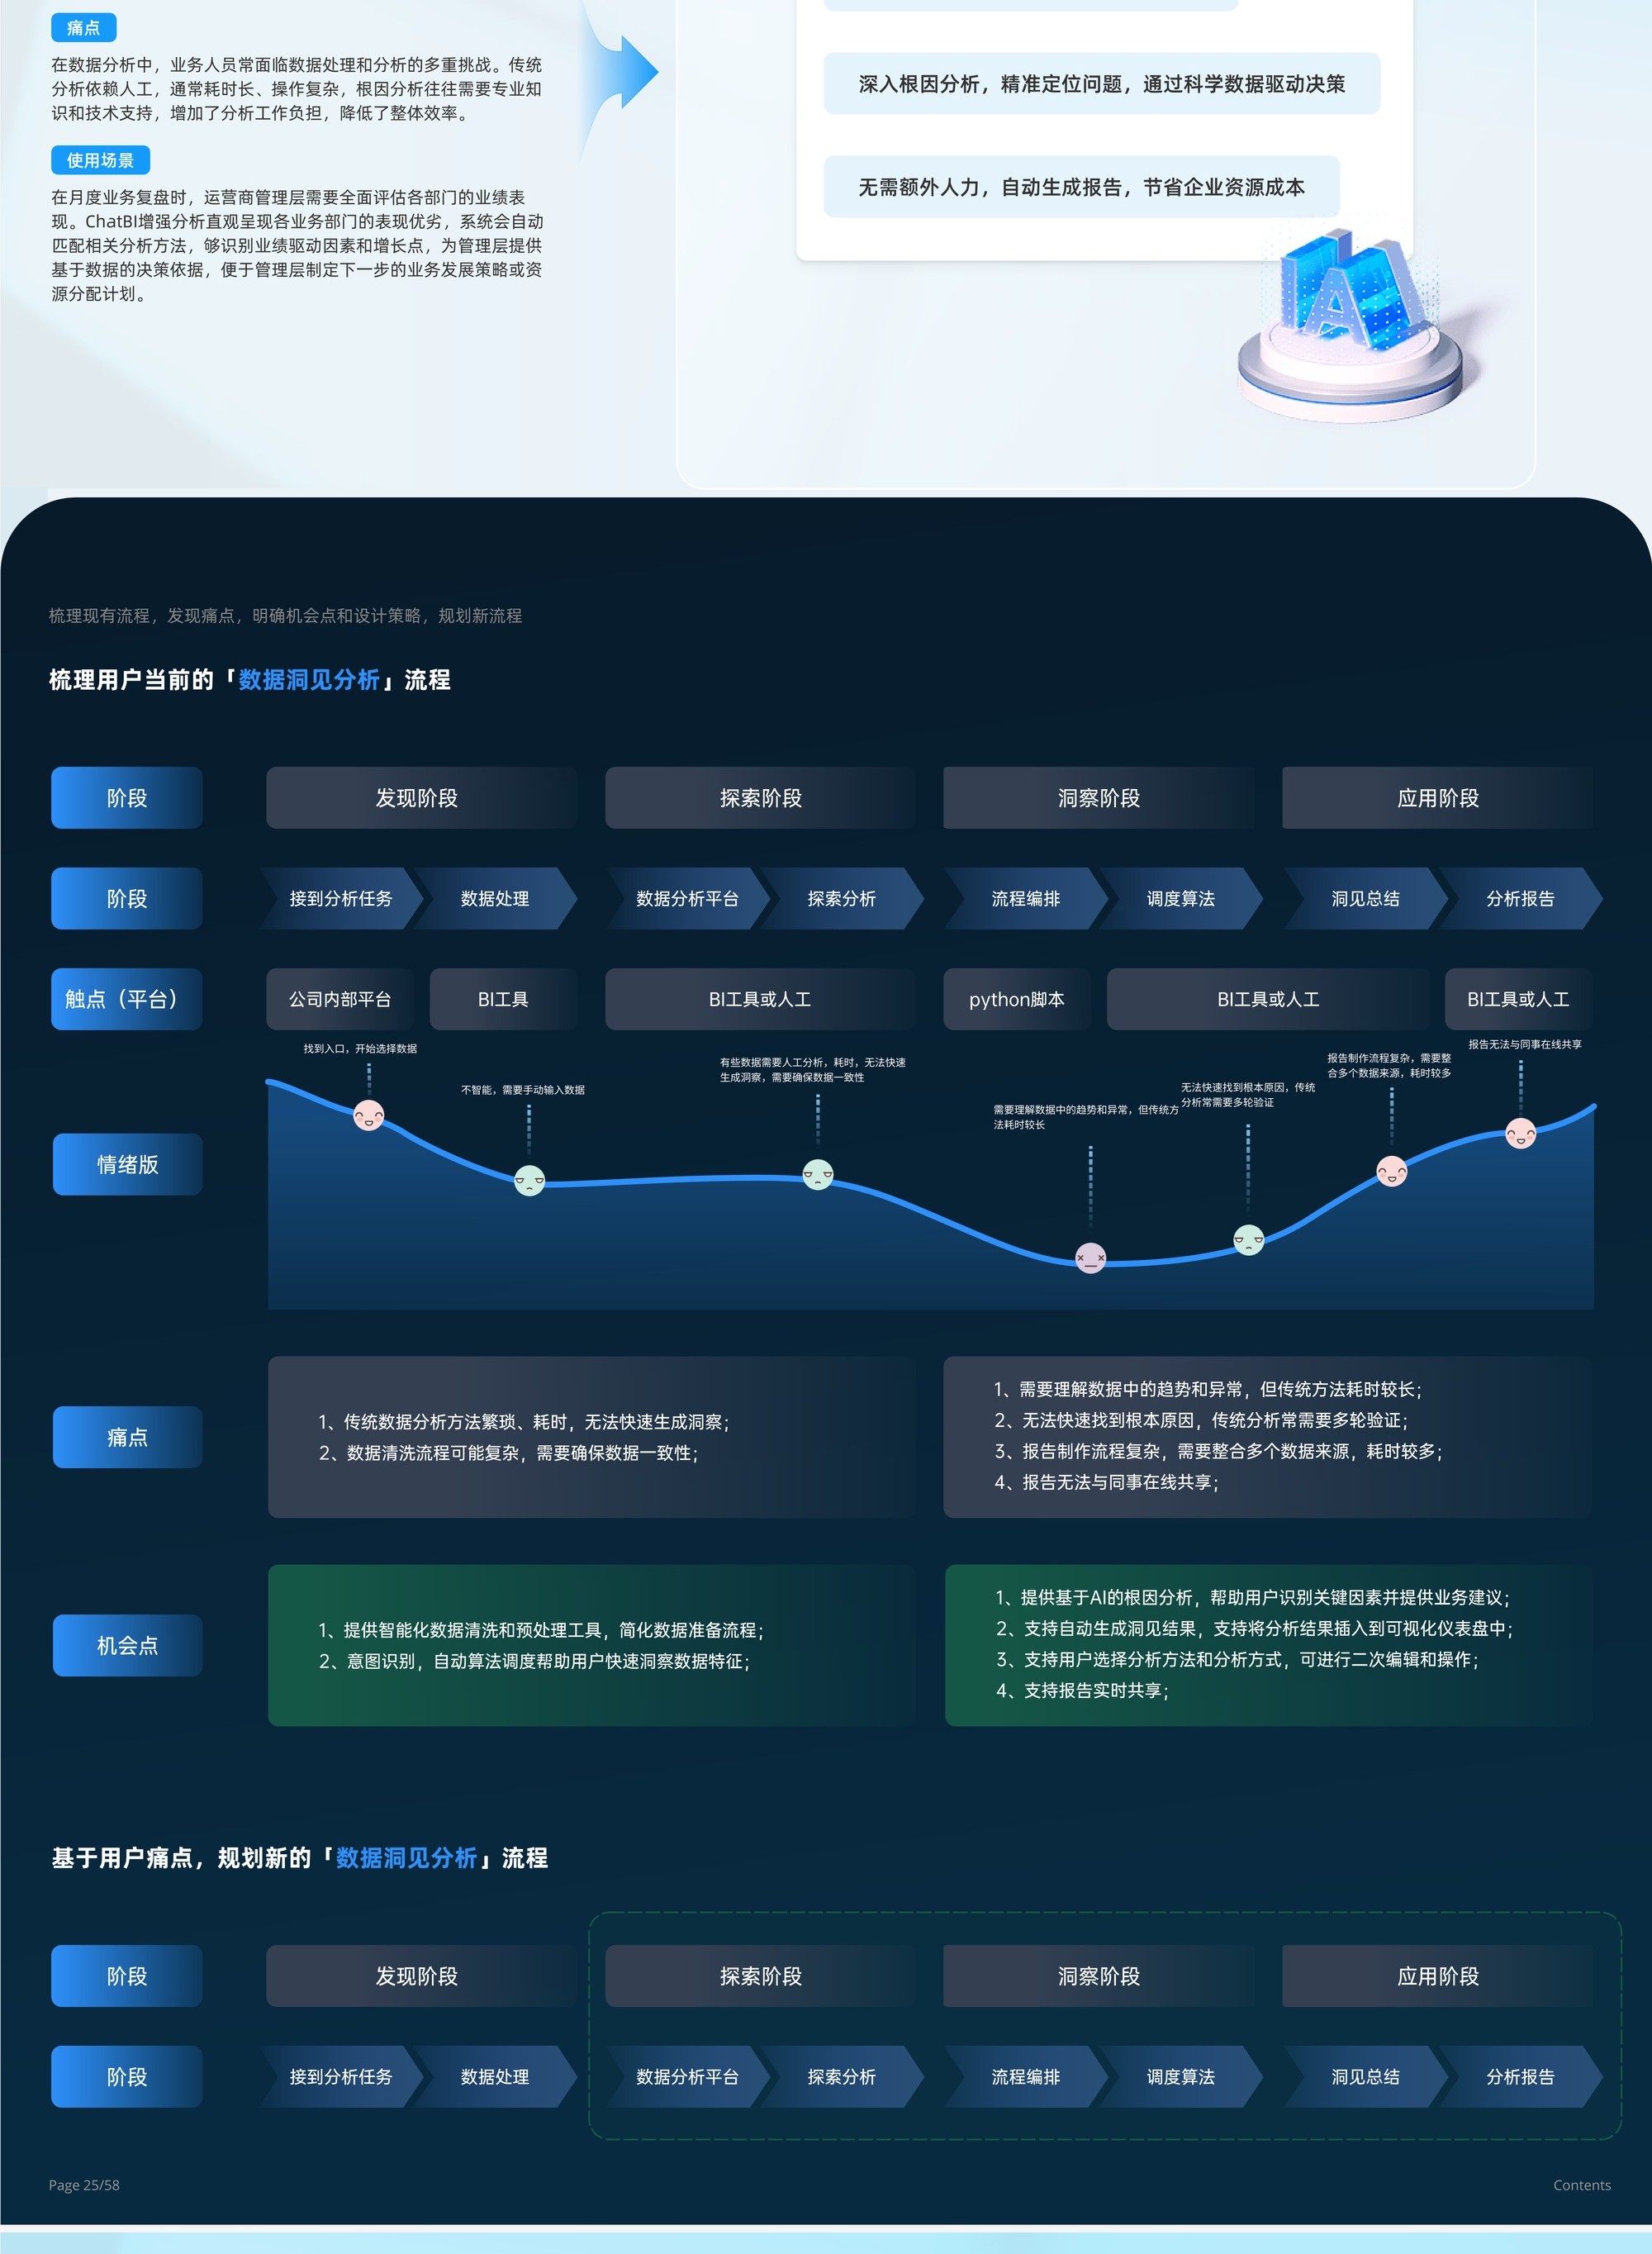 痛点
在数据分析中，业务人员常面临数据处理和分析的多重挑战。传统
分析依赖人工，通常耗时长、操作复杂，根因分析往往需要专业知
识和技术支持，增加了分析工作负担，降低了整体效率。
使用场景
在月度业务复盘时，运营商管理层需要全面评估各部门的业绩表
现。ChatBI增强分析直观呈现各业务部门的表现优劣，系统会自动
匹配相关分析方法，够识别业绩驱动因素和增长点，为管理层提供
基于数据的决策依据，便于管理层制定下一步的业务发展策略或资
源分配计划。
深入根因分析，精准定位问题，通过科学数据驱动决策
无需额外人力，自动生成报告，节省企业资源成本
AI
梳理现有流程，发现痛点，明确机会点和设计策略，规划新流程
梳理用户当前的「数据洞见分析」流程
阶段
发现阶段
探索阶段
洞察阶段
应用阶段
阶段
接到分析任务
数据处理
数据分析平台
探索分析
流程编排
调度算法
洞见总结
分析报告
触点（平台）
公司内部平台
BI工具
BI工具或人工
python脚本
BI工具或人工
BI工具或人工
情绪版
找到入口，开始选择数据
不智能，需要手动输入数据
有些数据需要人工分析，耗时，无法快速
生成洞察，需要确保数据一致性
需要理解数据中的趋势和异常，但传统方
法耗时较长
无法快速找到根本原因，传统
分析常需要多轮验证
报告制作流程复杂，需要整
合多个数据来源，耗时较多
报告无法与同事在线共享
痛点
1、传统数据分析方法繁琐、耗时，无法快速生成洞察；
2、数据清洗流程可能复杂，需要确保数据一致性；
1、需要理解数据中的趋势和异常，但传统方法耗时较长；
2、无法快速找到根本原因，传统分析常需要多轮验证；
3、报告制作流程复杂，需要整合多个数据来源，耗时较多；
4、报告无法与同事在线共享；
机会点
1、提供智能化数据清洗和预处理工具，简化数据准备流程；
2、意图识别，自动算法调度帮助用户快速洞察数据特征；
1、提供基于AI的根因分析，帮助用户识别关键因素并提供业务建议；
2、支持自动生成洞见结果，支持将分析结果插入到可视化仪表盘中；
3、支持用户选择分析方法和分析方式，可进行二次编辑和操作；
4、支持报告实时共享；
基于用户痛点，规划新的「数据洞见分析」流程
阶段
发现阶段
探索阶段
洞察阶段
应用阶段
阶段
接到分析任务
数据处理
数据分析平台
探索分析
流程编排
调度算法
洞见总结
分析报告
Page 25/58
Contents